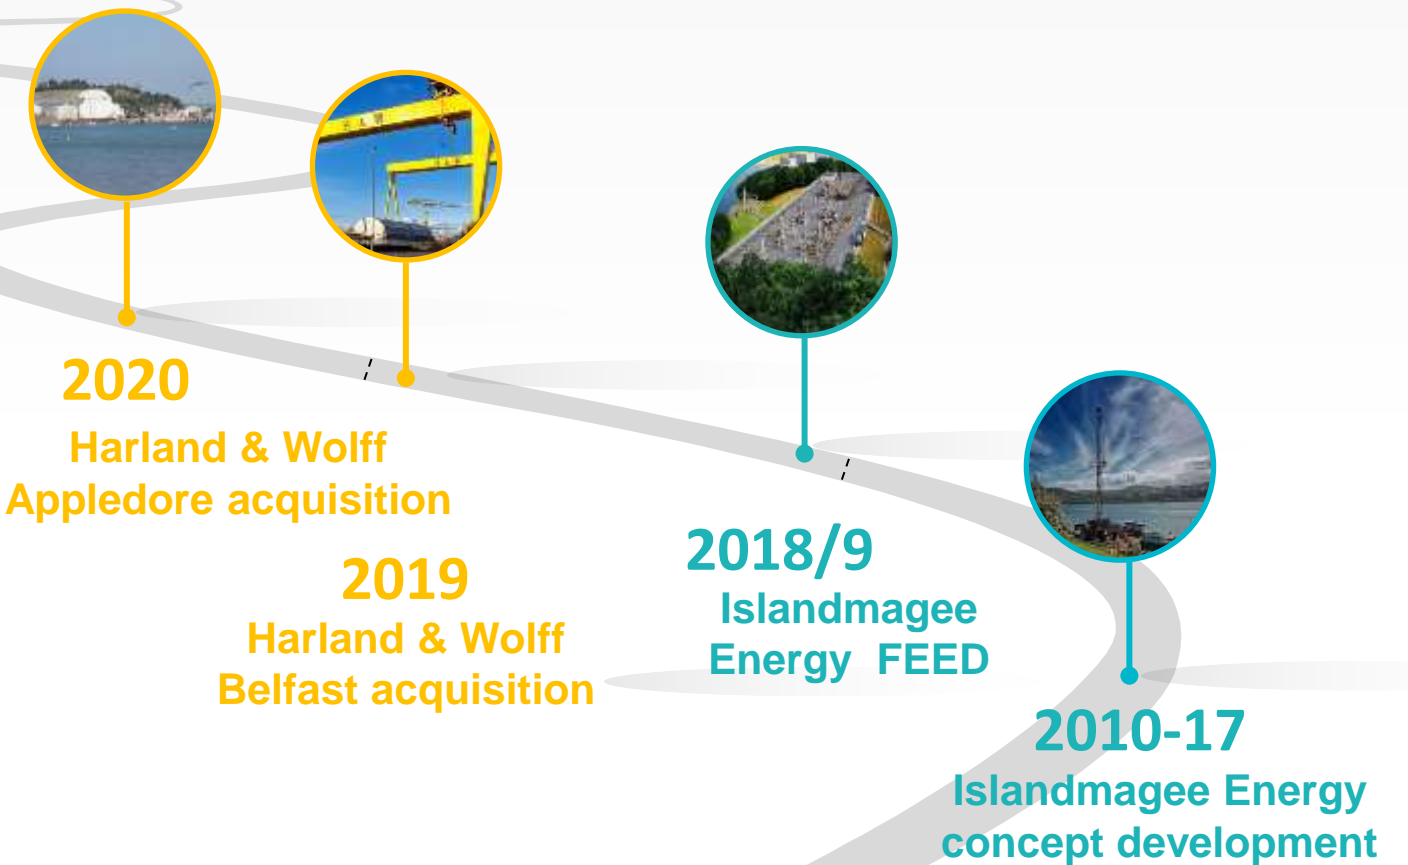 2020
Harland & Wolff
Appledore acquisition
2019
Harland & Wolff
Belfast acquisition
2018/9
Islandmagee
Energy  FEED
2010-17
Islandmagee Energy
concept development